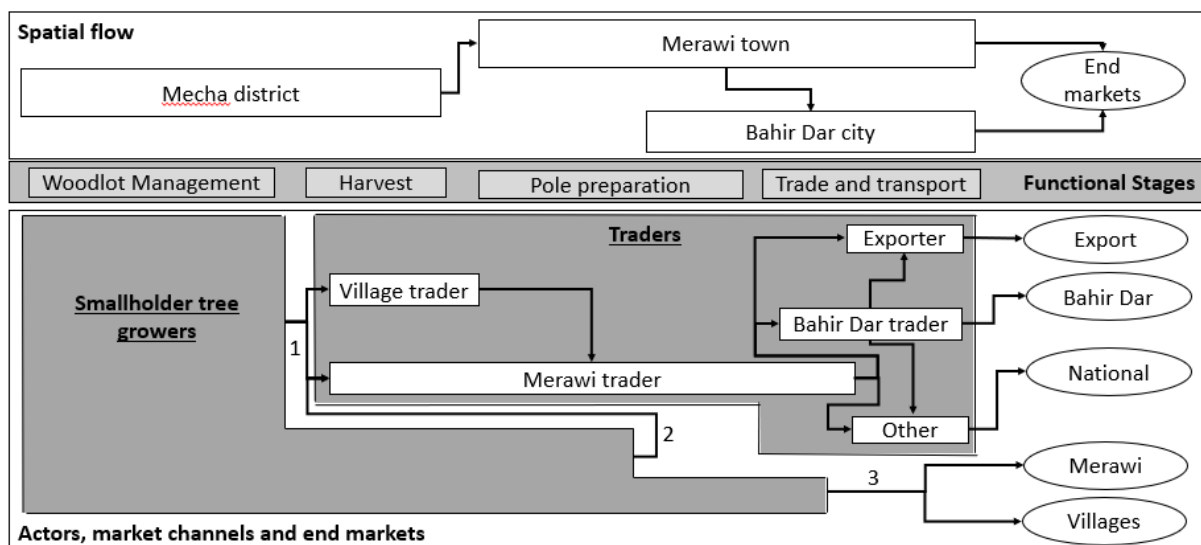 Spatial flow
Merawi town
Mecha district
End
markets
Bahir Dar city
Woodlot Management
Harvest
Pole preparation
Trade and transport
Functional Stages
Traders
Exporter
Export
Smallholder tree
growers
Village trader
Bahir Dar trader
Bahir Dar
1
Merawi trader
National
2
Other
3
Merawi
Villages
Actors, market channels and end markets